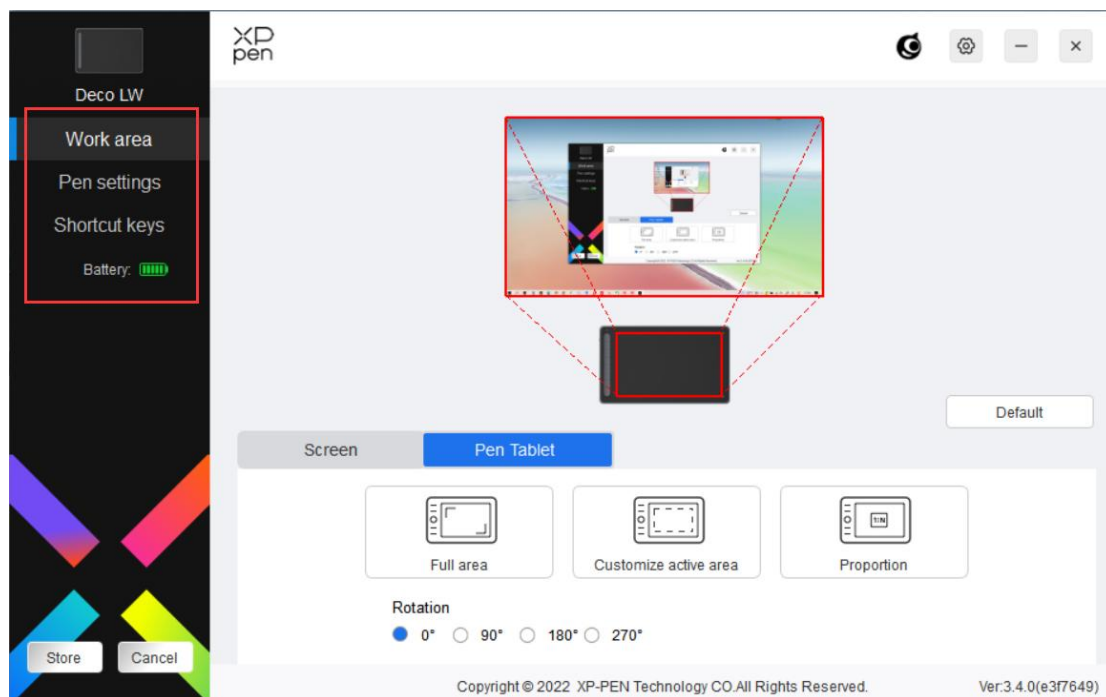 XP
pen
Deco LW
Work area
Pen settings
Shortcut keys
Battery:
Default
Screen
Pen Tablet
Full area
Customize active area
1:N
Proportion
Rotation
0° 90° 180° 270°
Store
Cancel
Copyright © 2022 XP-PEN Technology CO.All Rights Reserved.
Ver:3.4.0(e3f7649)